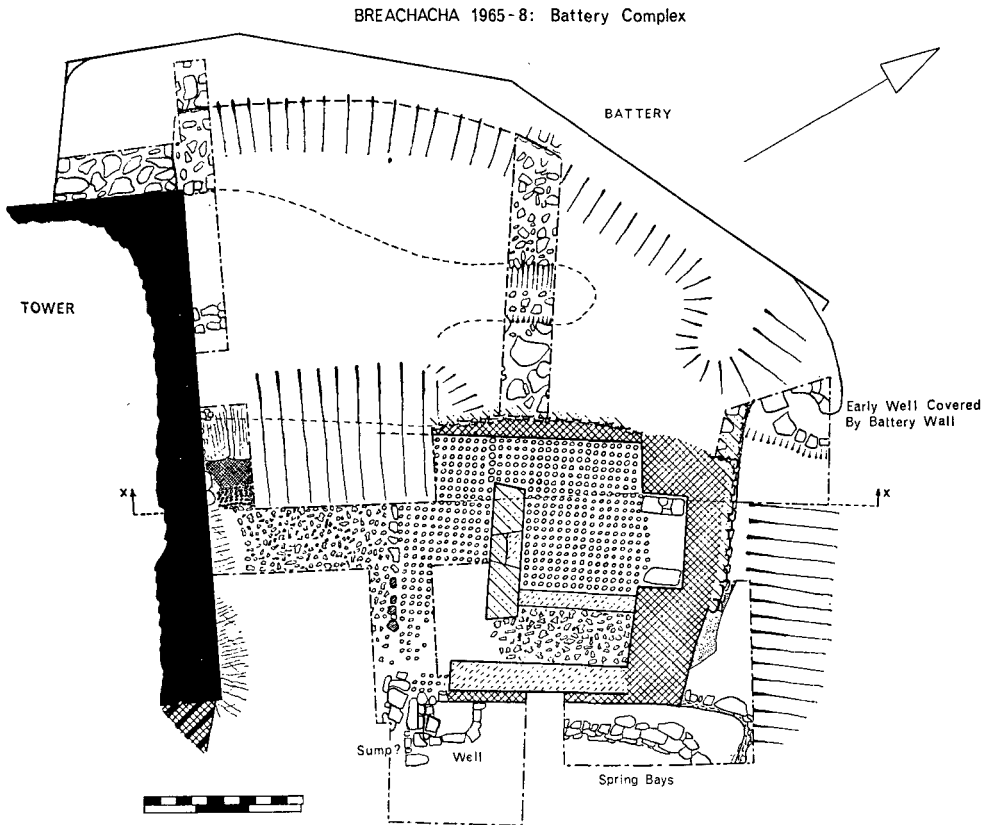 BREACHACHA 1965-8: Battery Complex
BATTERY
TOWER
Early Well Covered
By Battery Wall
X
X
Sump?
Well
Spring Bays